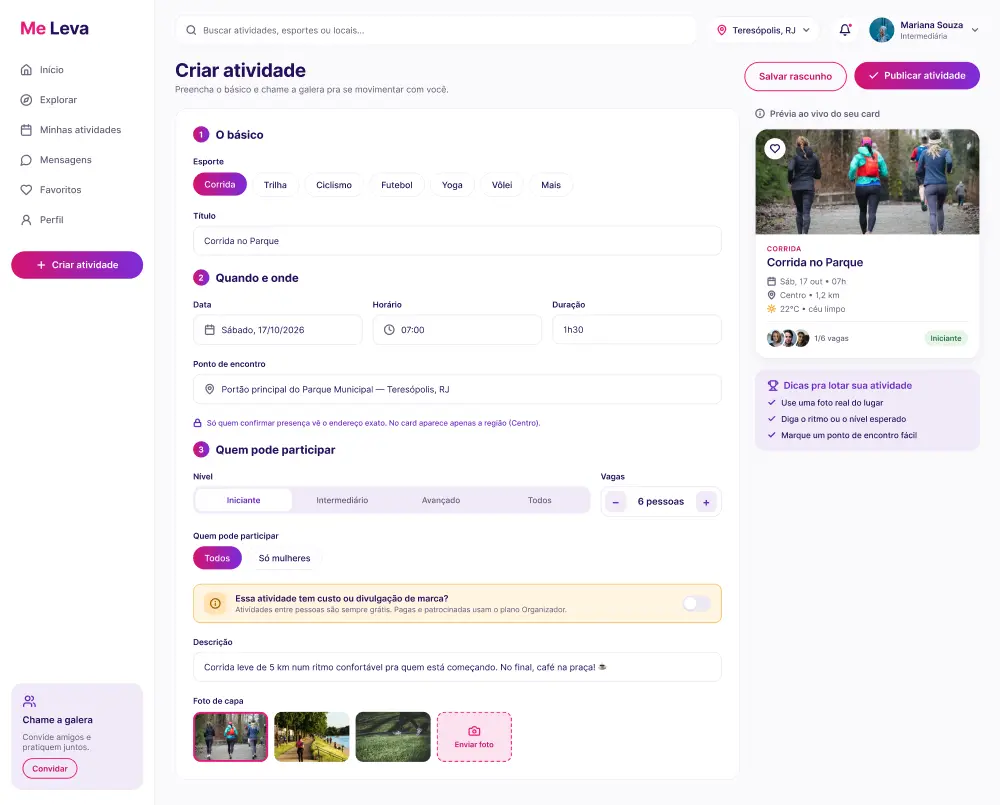 Me Leva
Início
Explorar
Minhas atividades
Mensagens
Favoritos
Perfil
+ Criar atividade
Chame a galera
Convide amigos e
pratiquem juntos.
Convidar
Buscar atividades, esportes ou locais...
Teresópolis, RJ
Mariana Souza
Intermediária
Criar atividade
Preencha o básico e chame a galera pra se movimentar com você.
Salvar rascunho
Publicar atividade
1 O básico
Esporte
Corrida Trilha Ciclismo Futebol Yoga Vôlei Mais
Título
Corrida no Parque
2 Quando e onde
Data Horário Duração
Sábado, 17/10/2026 07:00 1h30
Ponto de encontro
Portão principal do Parque Municipal — Teresópolis, RJ
Só quem confirmar presença vê o endereço exato. No card aparece apenas a região (Centro).
3 Quem pode participar
Nível Vagas
Iniciante Intermediário Avançado Todos − 6 pessoas +
Quem pode participar
Todos Só mulheres
Essa atividade tem custo ou divulgação de marca?
Atividades entre pessoas são sempre grátis. Pagas e patrocinadas usam o plano Organizador.
Descrição
Corrida leve de 5 km num ritmo confortável pra quem está começando. No final, café na praça! ☕
Foto de capa
Enviar foto
Prévia ao vivo do seu card
CORRIDA
Corrida no Parque
Sáb, 17 out • 07h
Centro • 1,2 km
22°C • céu limpo
1/6 vagas Iniciante
Dicas pra lotar sua atividade
Use uma foto real do lugar
Diga o ritmo ou o nível esperado
Marque um ponto de encontro fácil